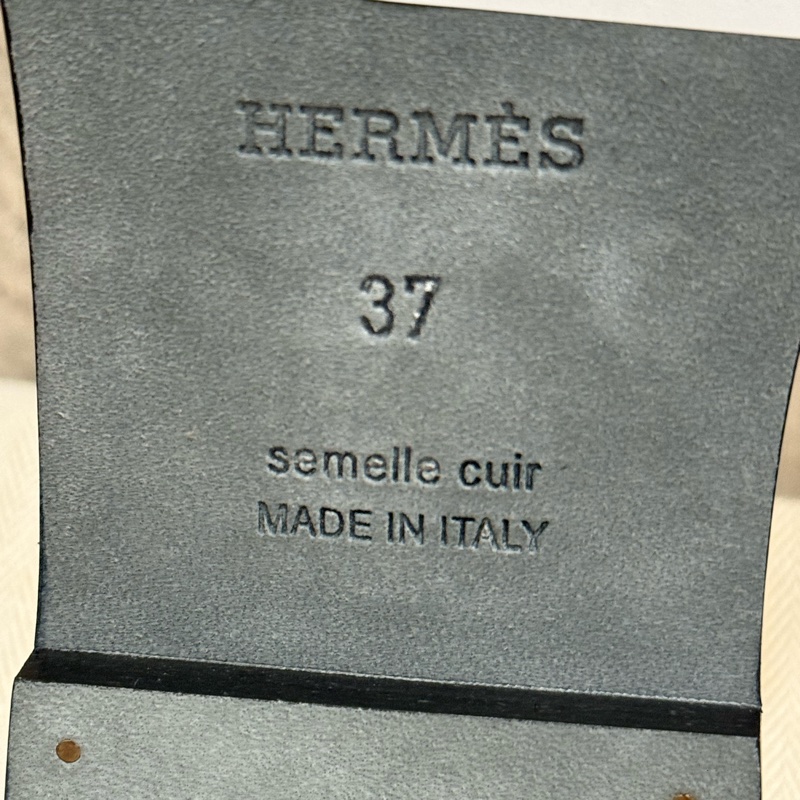 HERMÈS
37
semelle cuir
MADE IN ITALY